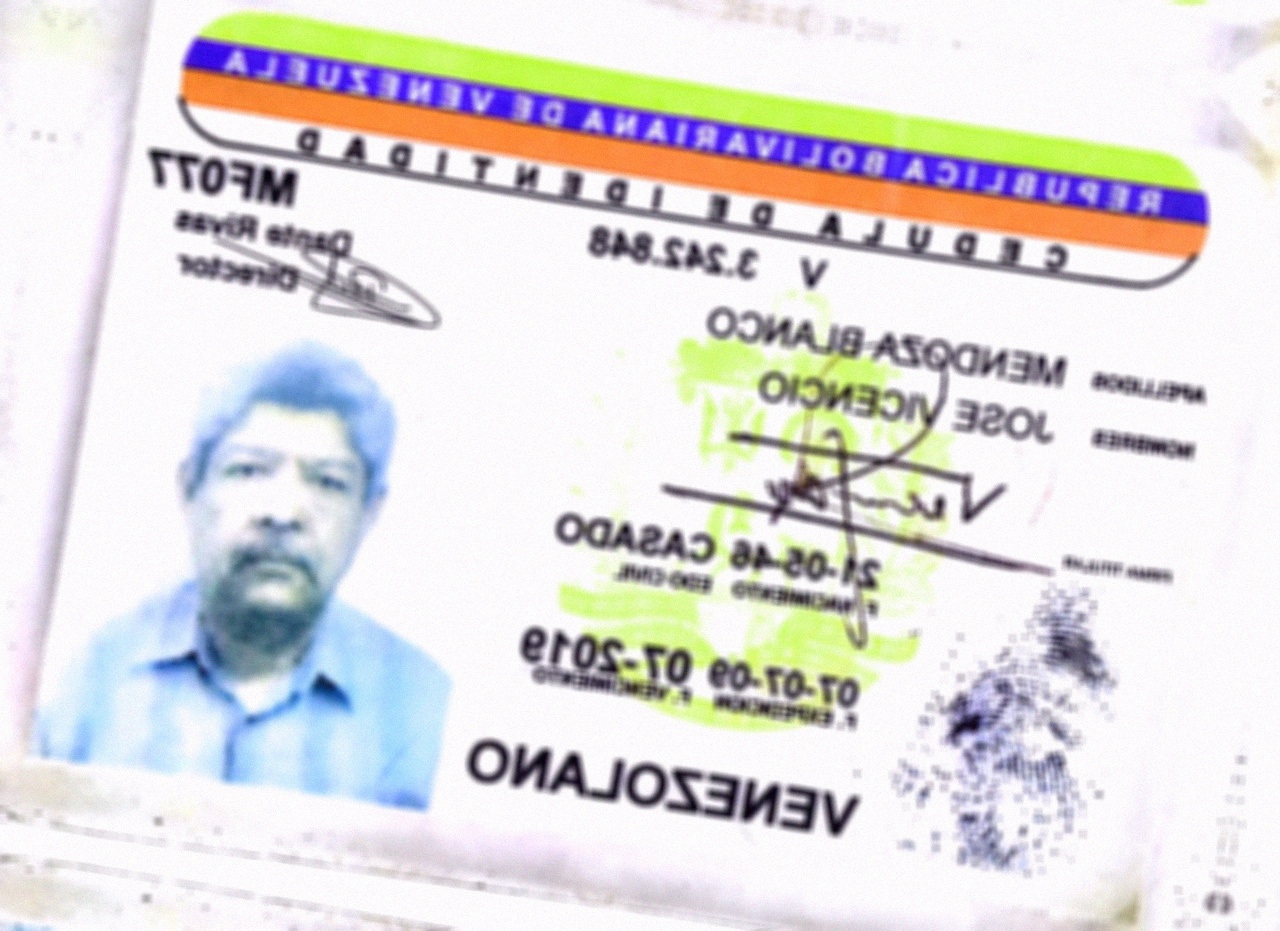 REPUBLICA BOLIVARIANA DE VENEZUELA
CEDULA DE IDENTIDAD
V 3.242.848
MF077
Dante Rivas
Director
APELLIDOS MENDOZA BLANCO
NOMBRES JOSE VICENCIO
FIRMA TITULAR
21-05-46 CASADO
F. NACIMIENTO EDO CIVIL
07-07-09 07-2019
F. EXPEDICION F. VENCIMIENTO
VENEZOLANO